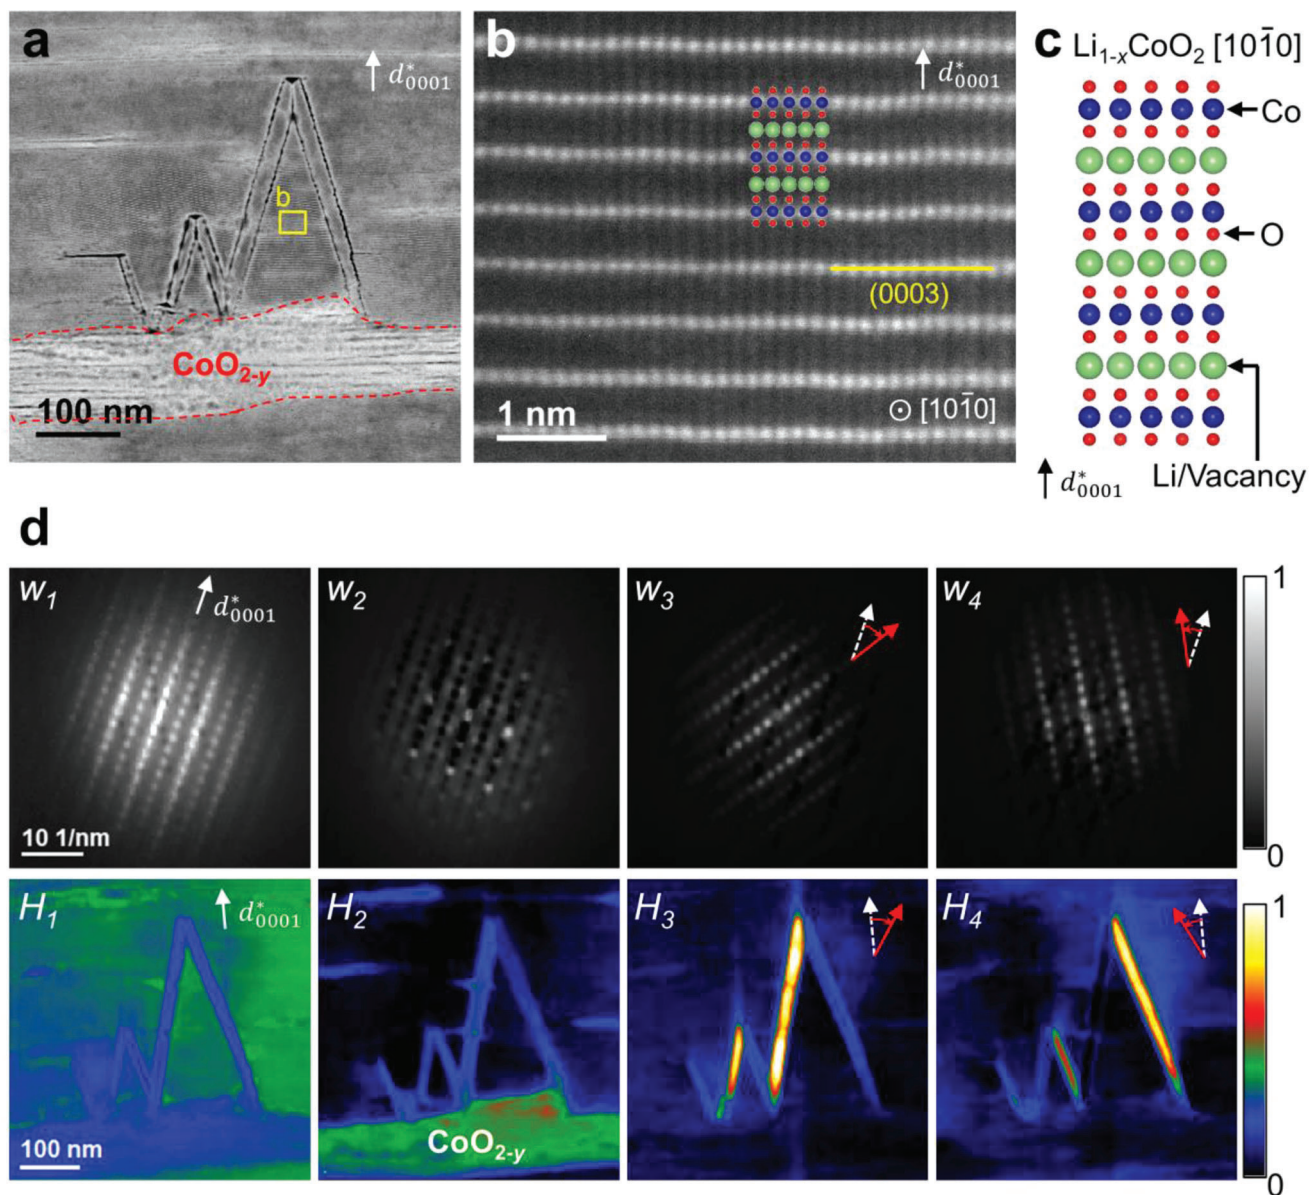 a
d*0001
b
CoO2-y
100 nm
b
d*0001
(0003)
1 nm
⊙ [101̅0]
c
Li1-xCoO2 [101̅0]
Co
O
Li/Vacancy
d*0001
d
w1
d*0001
10 1/nm
w2
w3
w4
1
0
H1
d*0001
100 nm
H2
CoO2-y
H3
H4
1
0